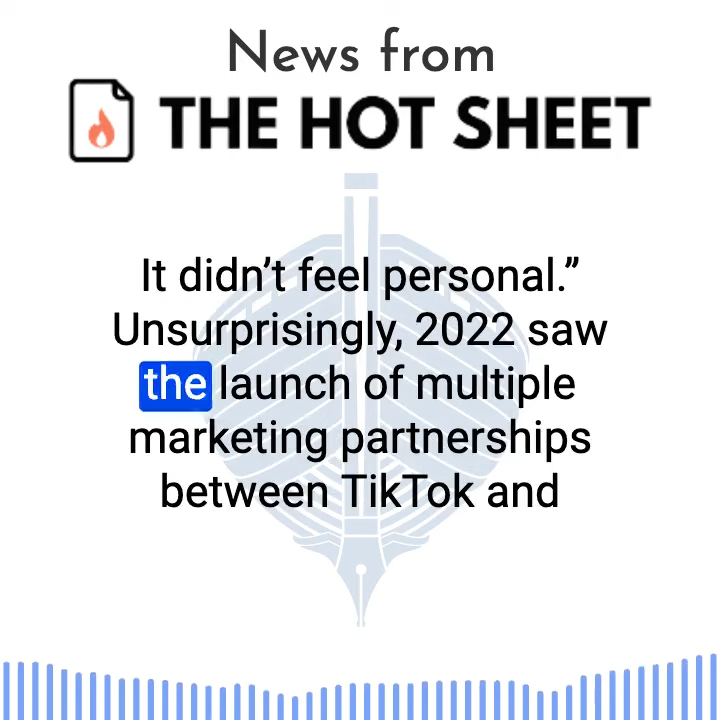 News from
THE HOT SHEET
It didn’t feel personal.”
Unsurprisingly, 2022 saw
the launch of multiple
marketing partnerships
between TikTok and